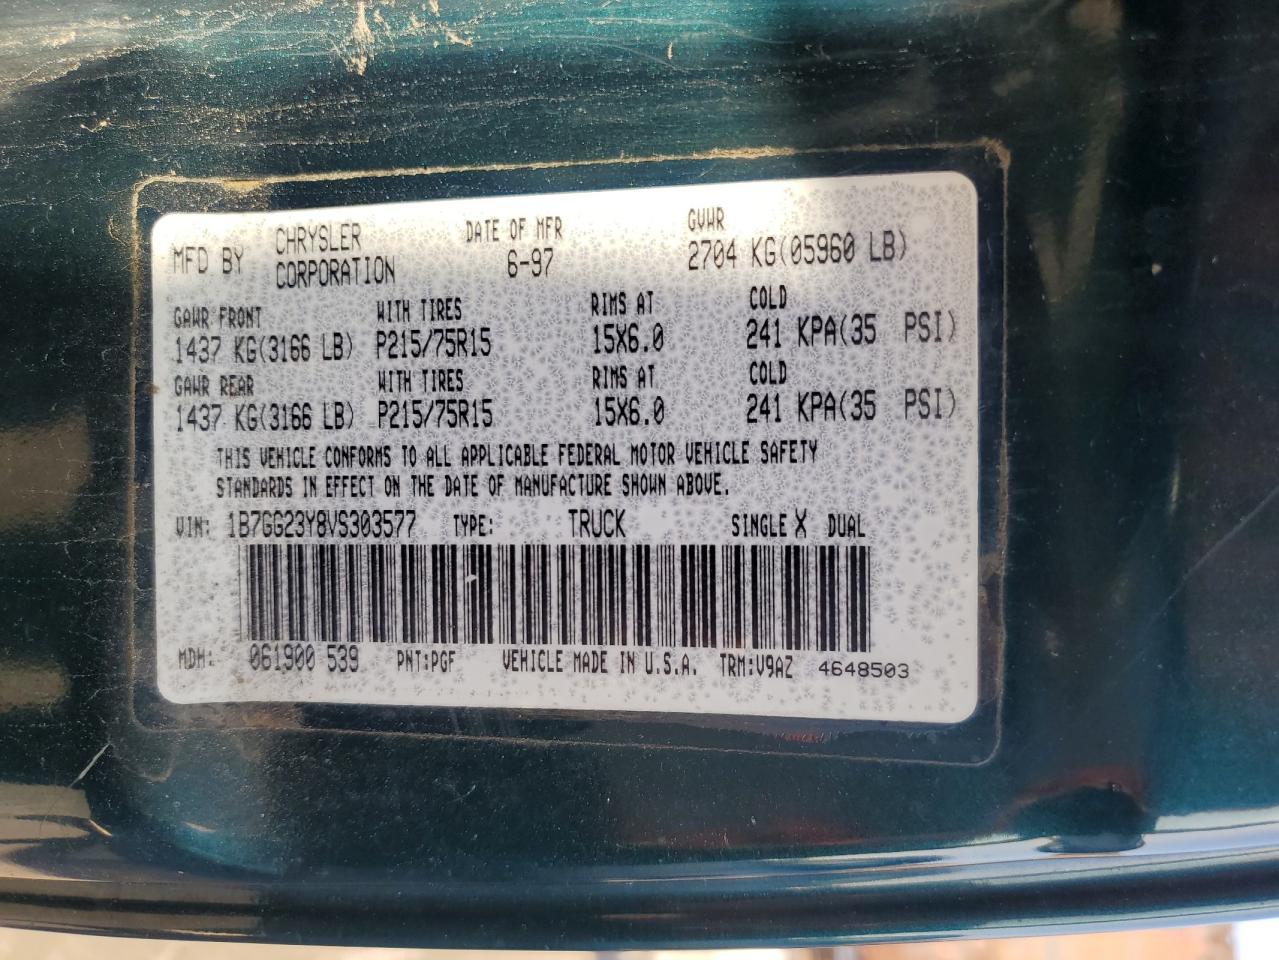 MFD BY CHRYSLER CORPORATION DATE OF MFR 6-97 GVWR 2704 KG(05960 LB)
GAWR FRONT WITH TIRES RIMS AT COLD
1437 KG(3166 LB) P215/75R15 15X6.0 241 KPA(35 PSI)
GAWR REAR WITH TIRES RIMS AT COLD
1437 KG(3166 LB) P215/75R15 15X6.0 241 KPA(35 PSI)
THIS VEHICLE CONFORMS TO ALL APPLICABLE FEDERAL MOTOR VEHICLE SAFETY
STANDARDS IN EFFECT ON THE DATE OF MANUFACTURE SHOWN ABOVE.
VIN: 1B7GG23Y8VS303577 TYPE: TRUCK SINGLE X DUAL
MDH: 061900 539 PNT:PGF VEHICLE MADE IN U.S.A. TRM:V9AZ 4648503